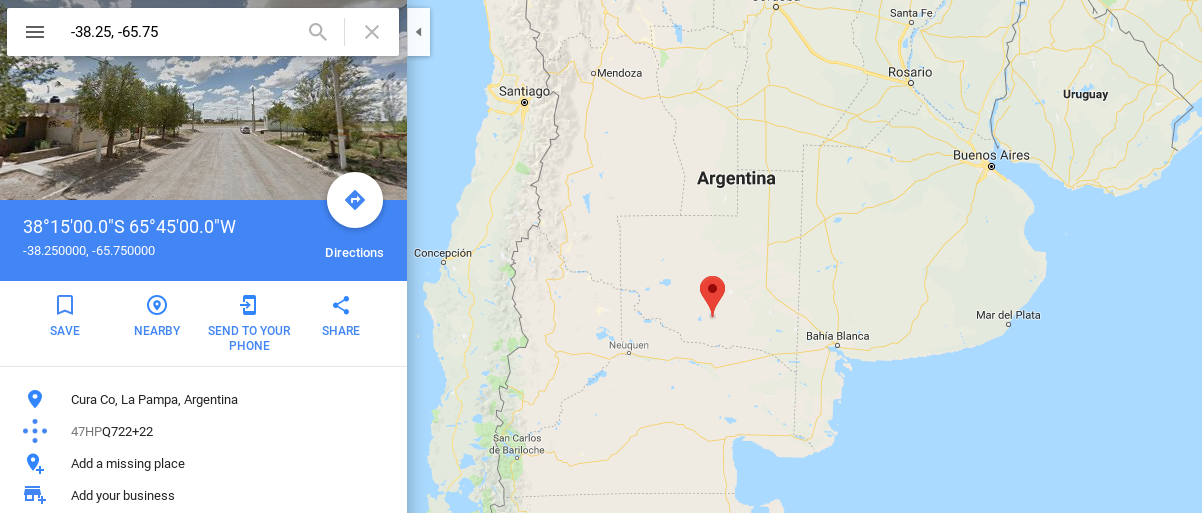 -38.25, -65.75
38°15'00.0"S 65°45'00.0"W
-38.250000, -65.750000
Directions
SAVE
NEARBY
SEND TO YOUR
PHONE
SHARE
Cura Co, La Pampa, Argentina
47HPQ722+22
Add a missing place
Add your business
Santa Fe
Mendoza
Rosario
Santiago
Uruguay
Buenos Aires
Argentina
Concepción
Mar del Plata
Bahía Blanca
Neuquen
San Carlos
de Bariloche